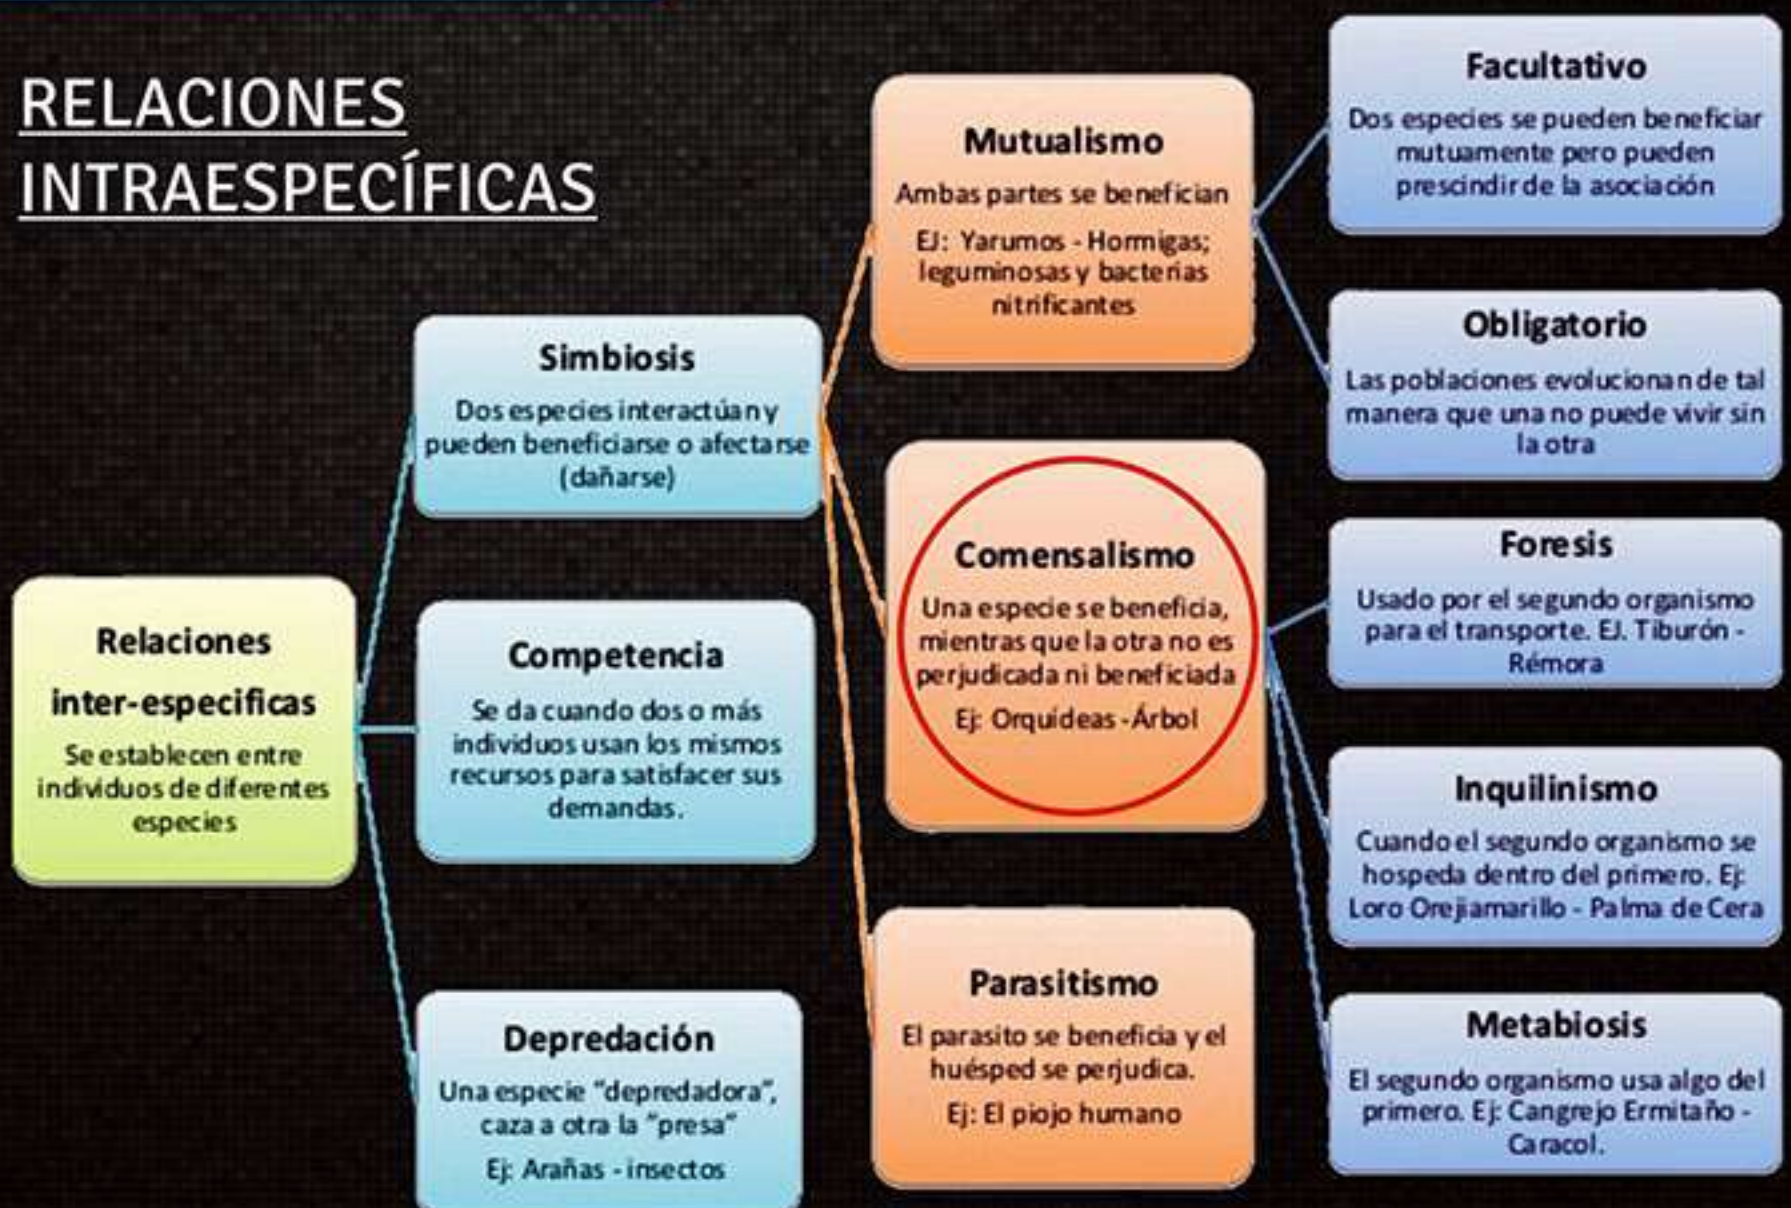 RELACIONES
INTRAESPECÍFICAS
Relaciones
inter-especificas
Se establecen entre
individuos de diferentes
especies
Simbiosis
Dos especies interactúan y
pueden beneficiarse o afectarse
(dañarse)
Competencia
Se da cuando dos o más
individuos usan los mismos
recursos para satisfacer sus
demandas.
Depredación
Una especie "depredadora",
caza a otra la "presa"
Ej: Arañas - insectos
Mutualismo
Ambas partes se benefician
EJ: Yarumos - Hormigas;
leguminosas y bacterias
nitrificantes
Comensalismo
Una especie se beneficia,
mientras que la otra no es
perjudicada ni beneficiada
Ej: Orquídeas - Árbol
Parasitismo
El parasito se beneficia y el
huésped se perjudica.
Ej: El piojo humano
Facultativo
Dos especies se pueden beneficiar
mutuamente pero pueden
prescindir de la asociación
Obligatorio
Las poblaciones evolucionan de tal
manera que una no puede vivir sin
la otra
Foresis
Usado por el segundo organismo
para el transporte. EJ. Tiburón -
Rémora
Inquilinismo
Cuando el segundo organismo se
hospeda dentro del primero. Ej:
Loro Orejiamarillo - Palma de Cera
Metabiosis
El segundo organismo usa algo del
primero. Ej: Cangrejo Ermitaño -
Caracol.